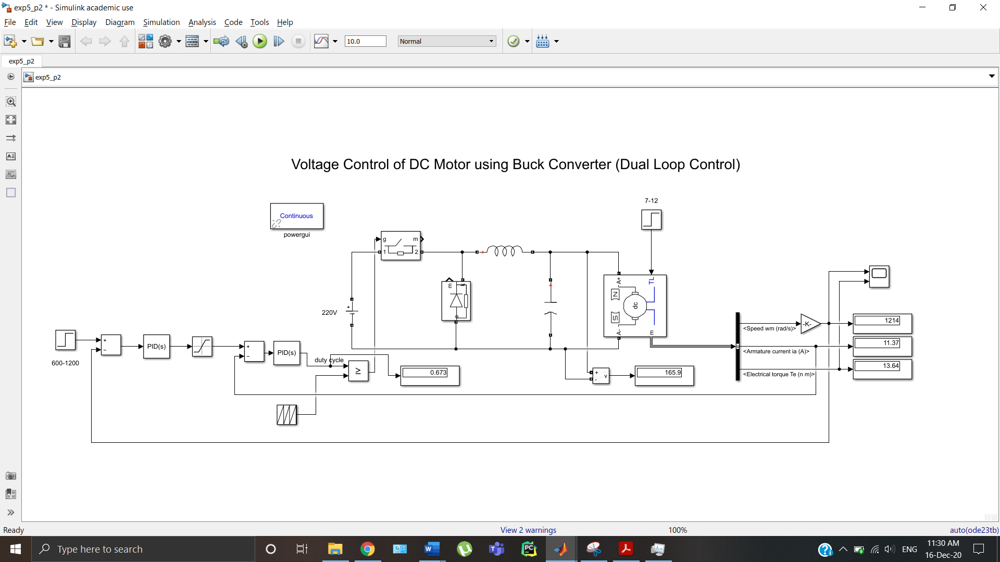 exp5_p2 * - Simulink academic use
File Edit View Display Diagram Simulation Analysis Code Tools Help
10.0 Normal
exp5_p2
exp5_p2
Voltage Control of DC Motor using Buck Converter (Dual Loop Control)
7-12
Continuous
powergui
g m
1 2
A+ TL
m k
N
dc
S
a
A- m
220V
+
600-1200
+
−
PID(s)
+
−
PID(s)
duty cycle
≥
0.673
+
-
v
165.9
<Speed wm (rad/s)>
-K-
1214
<Armature current ia (A)>
11.37
<Electrical torque Te (n m)>
13.64
Ready View 2 warnings 100% auto(ode23tb)
Type here to search
ENG
11:30 AM
16-Dec-20